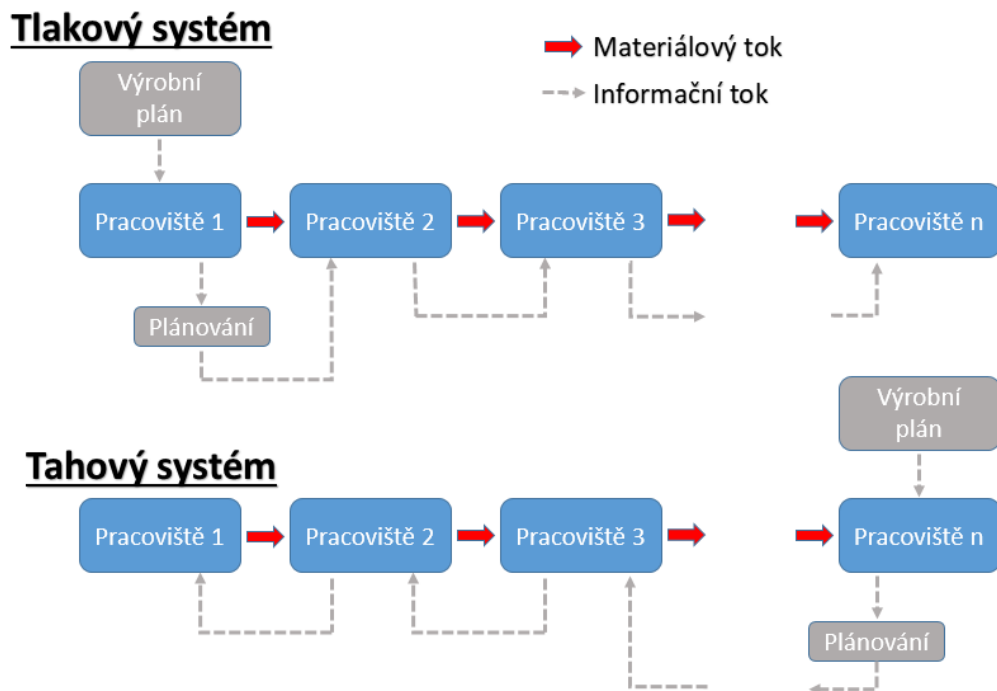 Tlakový systém
Materiálový tok
Informační tok
Výrobní
plán
Pracoviště 1
Pracoviště 2
Pracoviště 3
Pracoviště n
Plánování
Výrobní
plán
Tahový systém
Pracoviště 1
Pracoviště 2
Pracoviště 3
Pracoviště n
Plánování